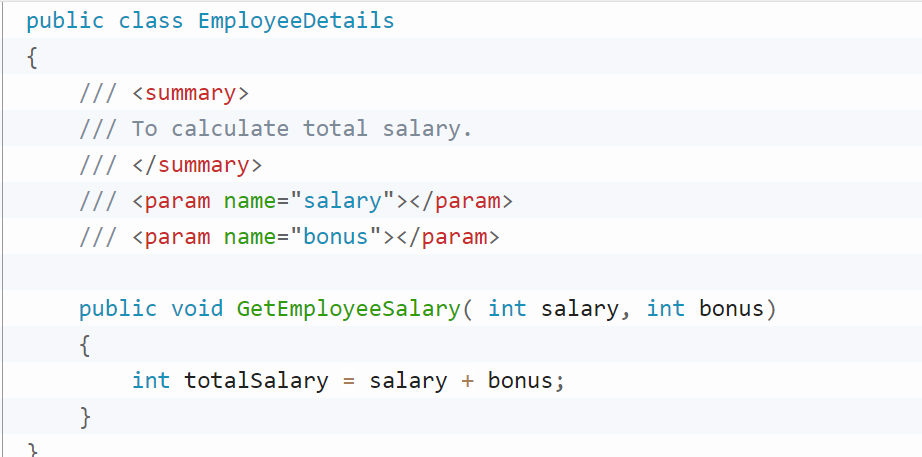 public class EmployeeDetails
{
    /// <summary>
    /// To calculate total salary.
    /// </summary>
    /// <param name="salary"></param>
    /// <param name="bonus"></param>

    public void GetEmployeeSalary( int salary, int bonus)
    {
        int totalSalary = salary + bonus;
    }
}